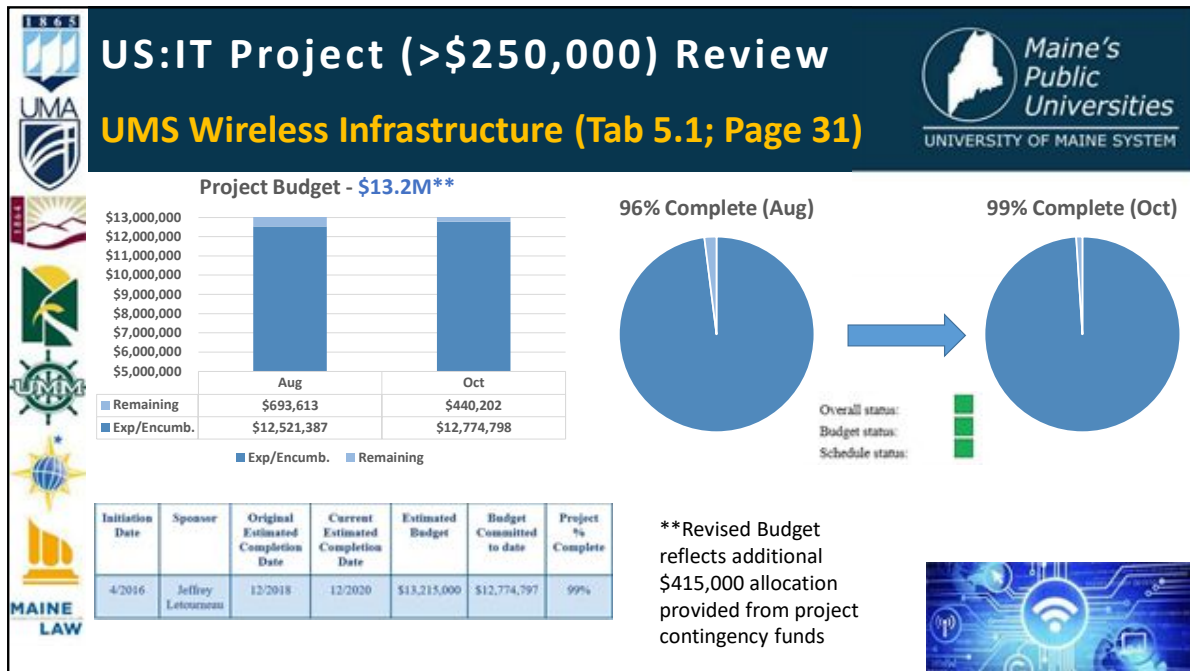 1865
US:IT Project (>$250,000) Review
UMS Wireless Infrastructure (Tab 5.1; Page 31)
Maine's
Public
Universities
UNIVERSITY OF MAINE SYSTEM
UMA
1864
UMM
MAINE
LAW
Project Budget - $13.2M**
$13,000,000
$12,000,000
$11,000,000
$10,000,000
$9,000,000
$8,000,000
$7,000,000
$6,000,000
$5,000,000
Aug Oct
Remaining $693,613 $440,202
Exp/Encumb. $12,521,387 $12,774,798
Exp/Encumb. Remaining
96% Complete (Aug)
99% Complete (Oct)
Overall status:
Budget status:
Schedule status:
Initiation Date Sponsor Original Estimated Completion Date Current Estimated Completion Date Estimated Budget Budget Committed to date Project % Complete
4/2016 Jeffrey Letourneau 12/2018 12/2020 $13,215,000 $12,774,797 99%
**Revised Budget
reflects additional
$415,000 allocation
provided from project
contingency funds